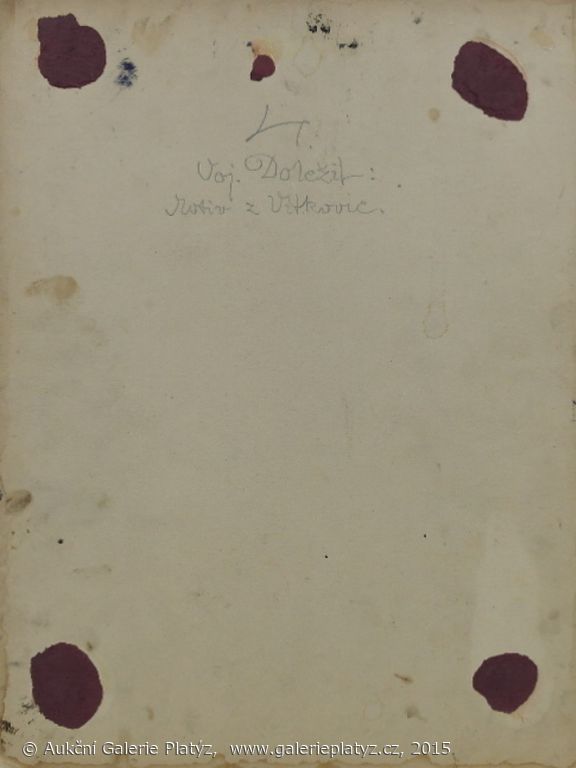 4.
Voj. Doležil:
Motiv z Vítkovic.
© Aukční Galerie Platýz, www.galerieplatyz.cz, 2015